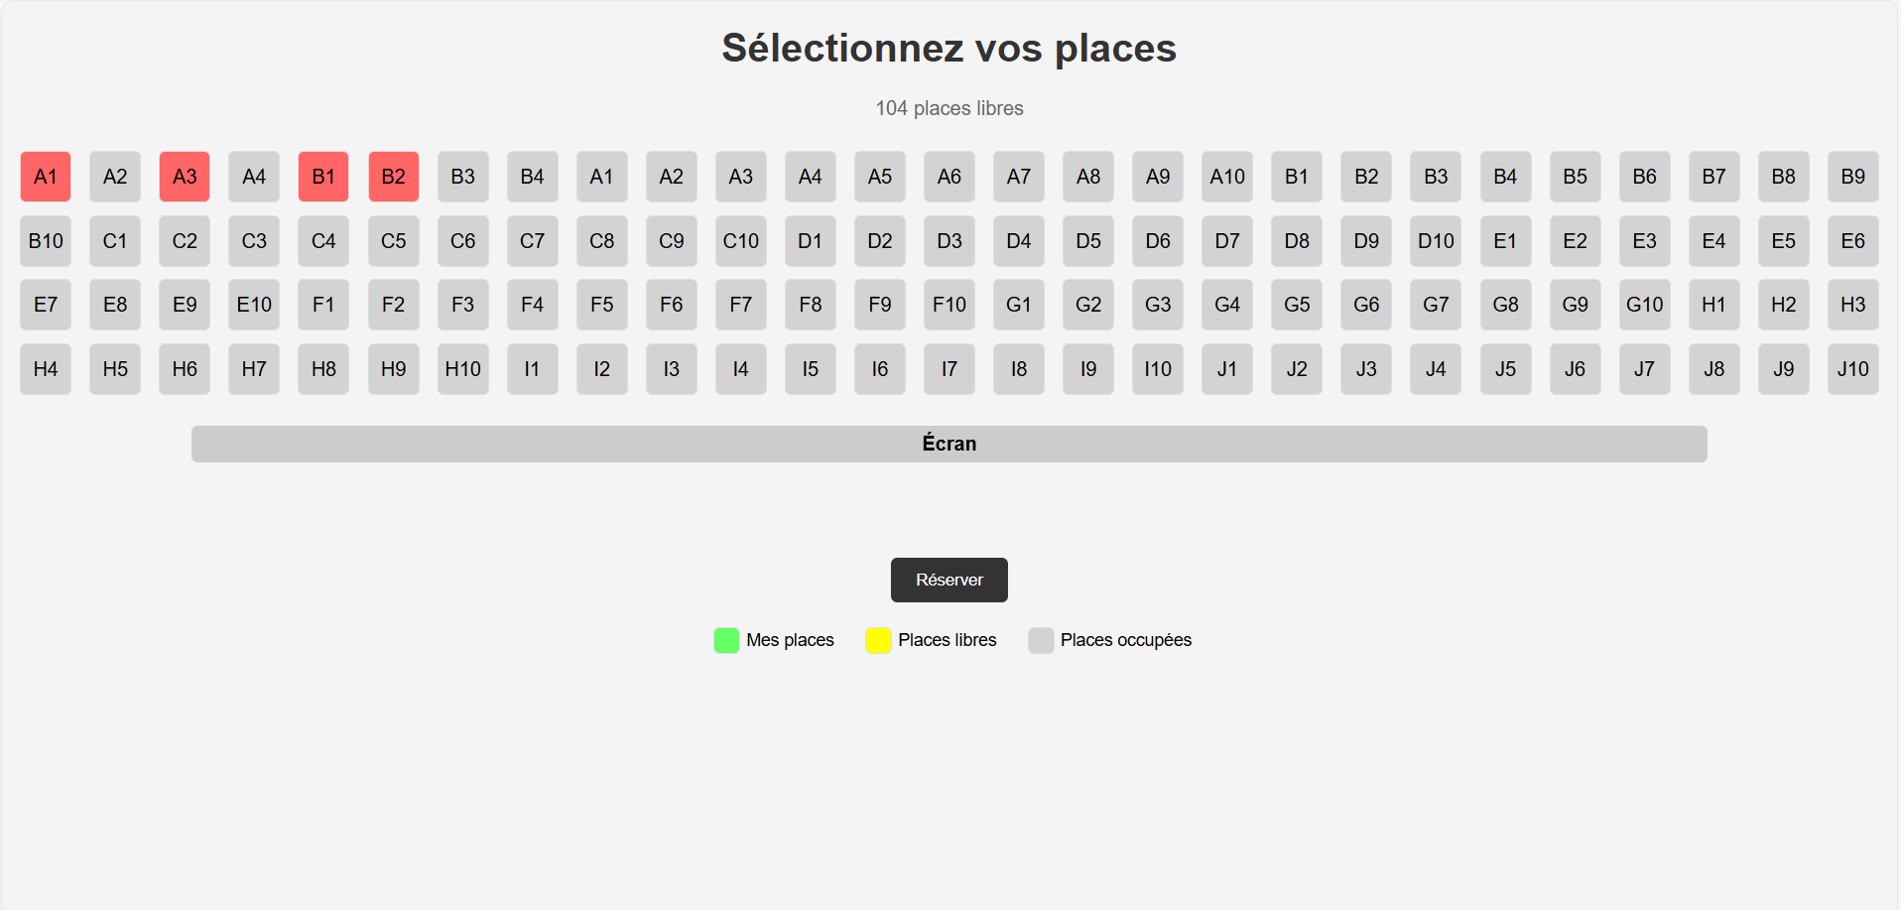 Sélectionnez vos places
104 places libres
A1 A2 A3 A4 B1 B2 B3 B4 A1 A2 A3 A4 A5 A6 A7 A8 A9 A10 B1 B2 B3 B4 B5 B6 B7 B8 B9
B10 C1 C2 C3 C4 C5 C6 C7 C8 C9 C10 D1 D2 D3 D4 D5 D6 D7 D8 D9 D10 E1 E2 E3 E4 E5 E6
E7 E8 E9 E10 F1 F2 F3 F4 F5 F6 F7 F8 F9 F10 G1 G2 G3 G4 G5 G6 G7 G8 G9 G10 H1 H2 H3
H4 H5 H6 H7 H8 H9 H10 I1 I2 I3 I4 I5 I6 I7 I8 I9 I10 J1 J2 J3 J4 J5 J6 J7 J8 J9 J10
Écran
Réserver
Mes places Places libres Places occupées